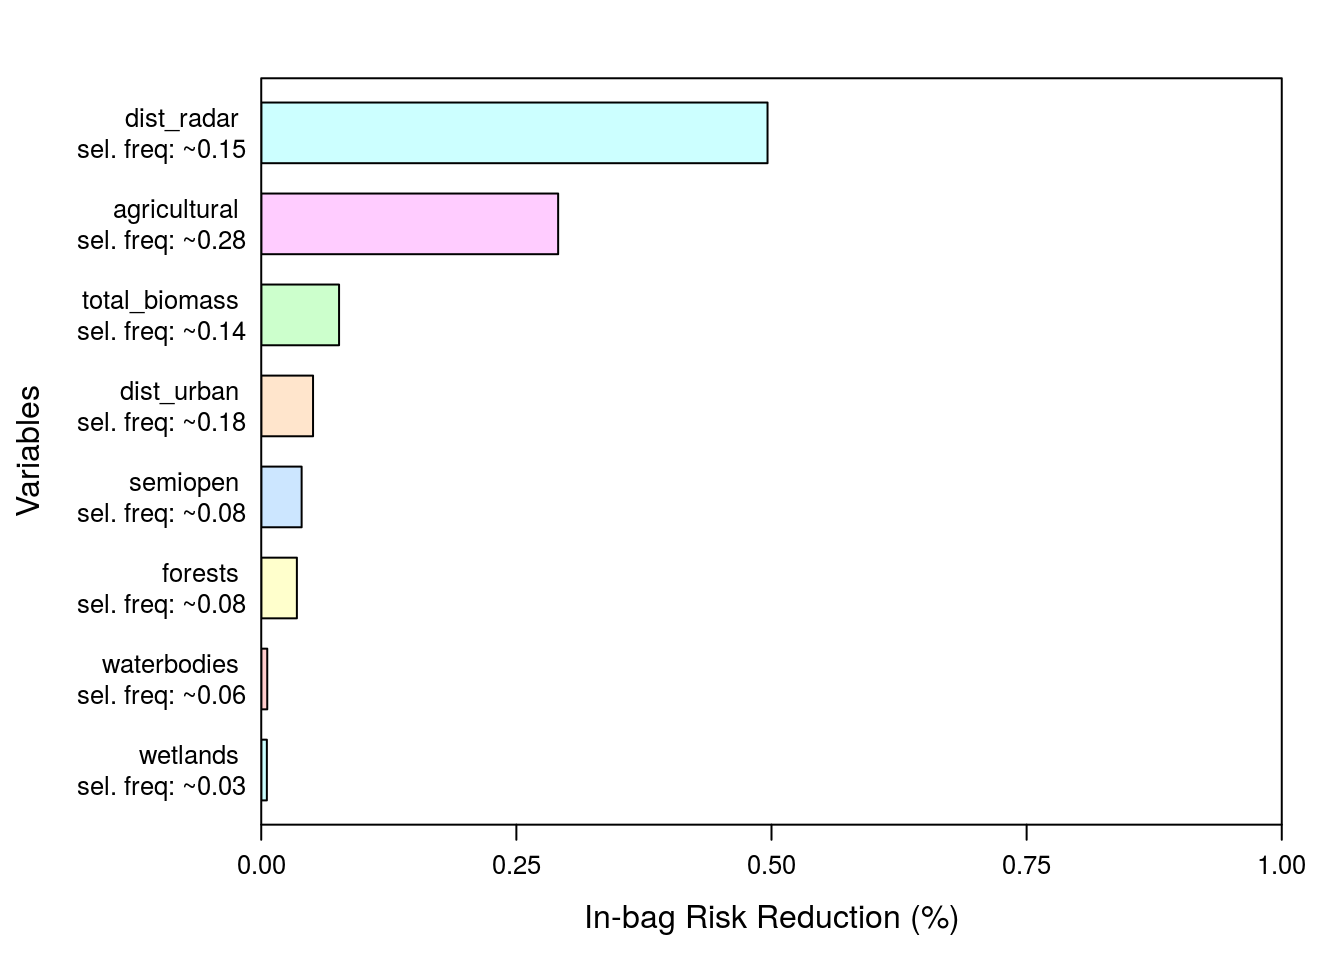 dist_radar
sel. freq: ~0.15
agricultural
sel. freq: ~0.28
total_biomass
sel. freq: ~0.14
dist_urban
sel. freq: ~0.18
semiopen
sel. freq: ~0.08
forests
sel. freq: ~0.08
waterbodies
sel. freq: ~0.06
wetlands
sel. freq: ~0.03
Variables
0.00 0.25 0.50 0.75 1.00
In-bag Risk Reduction (%)